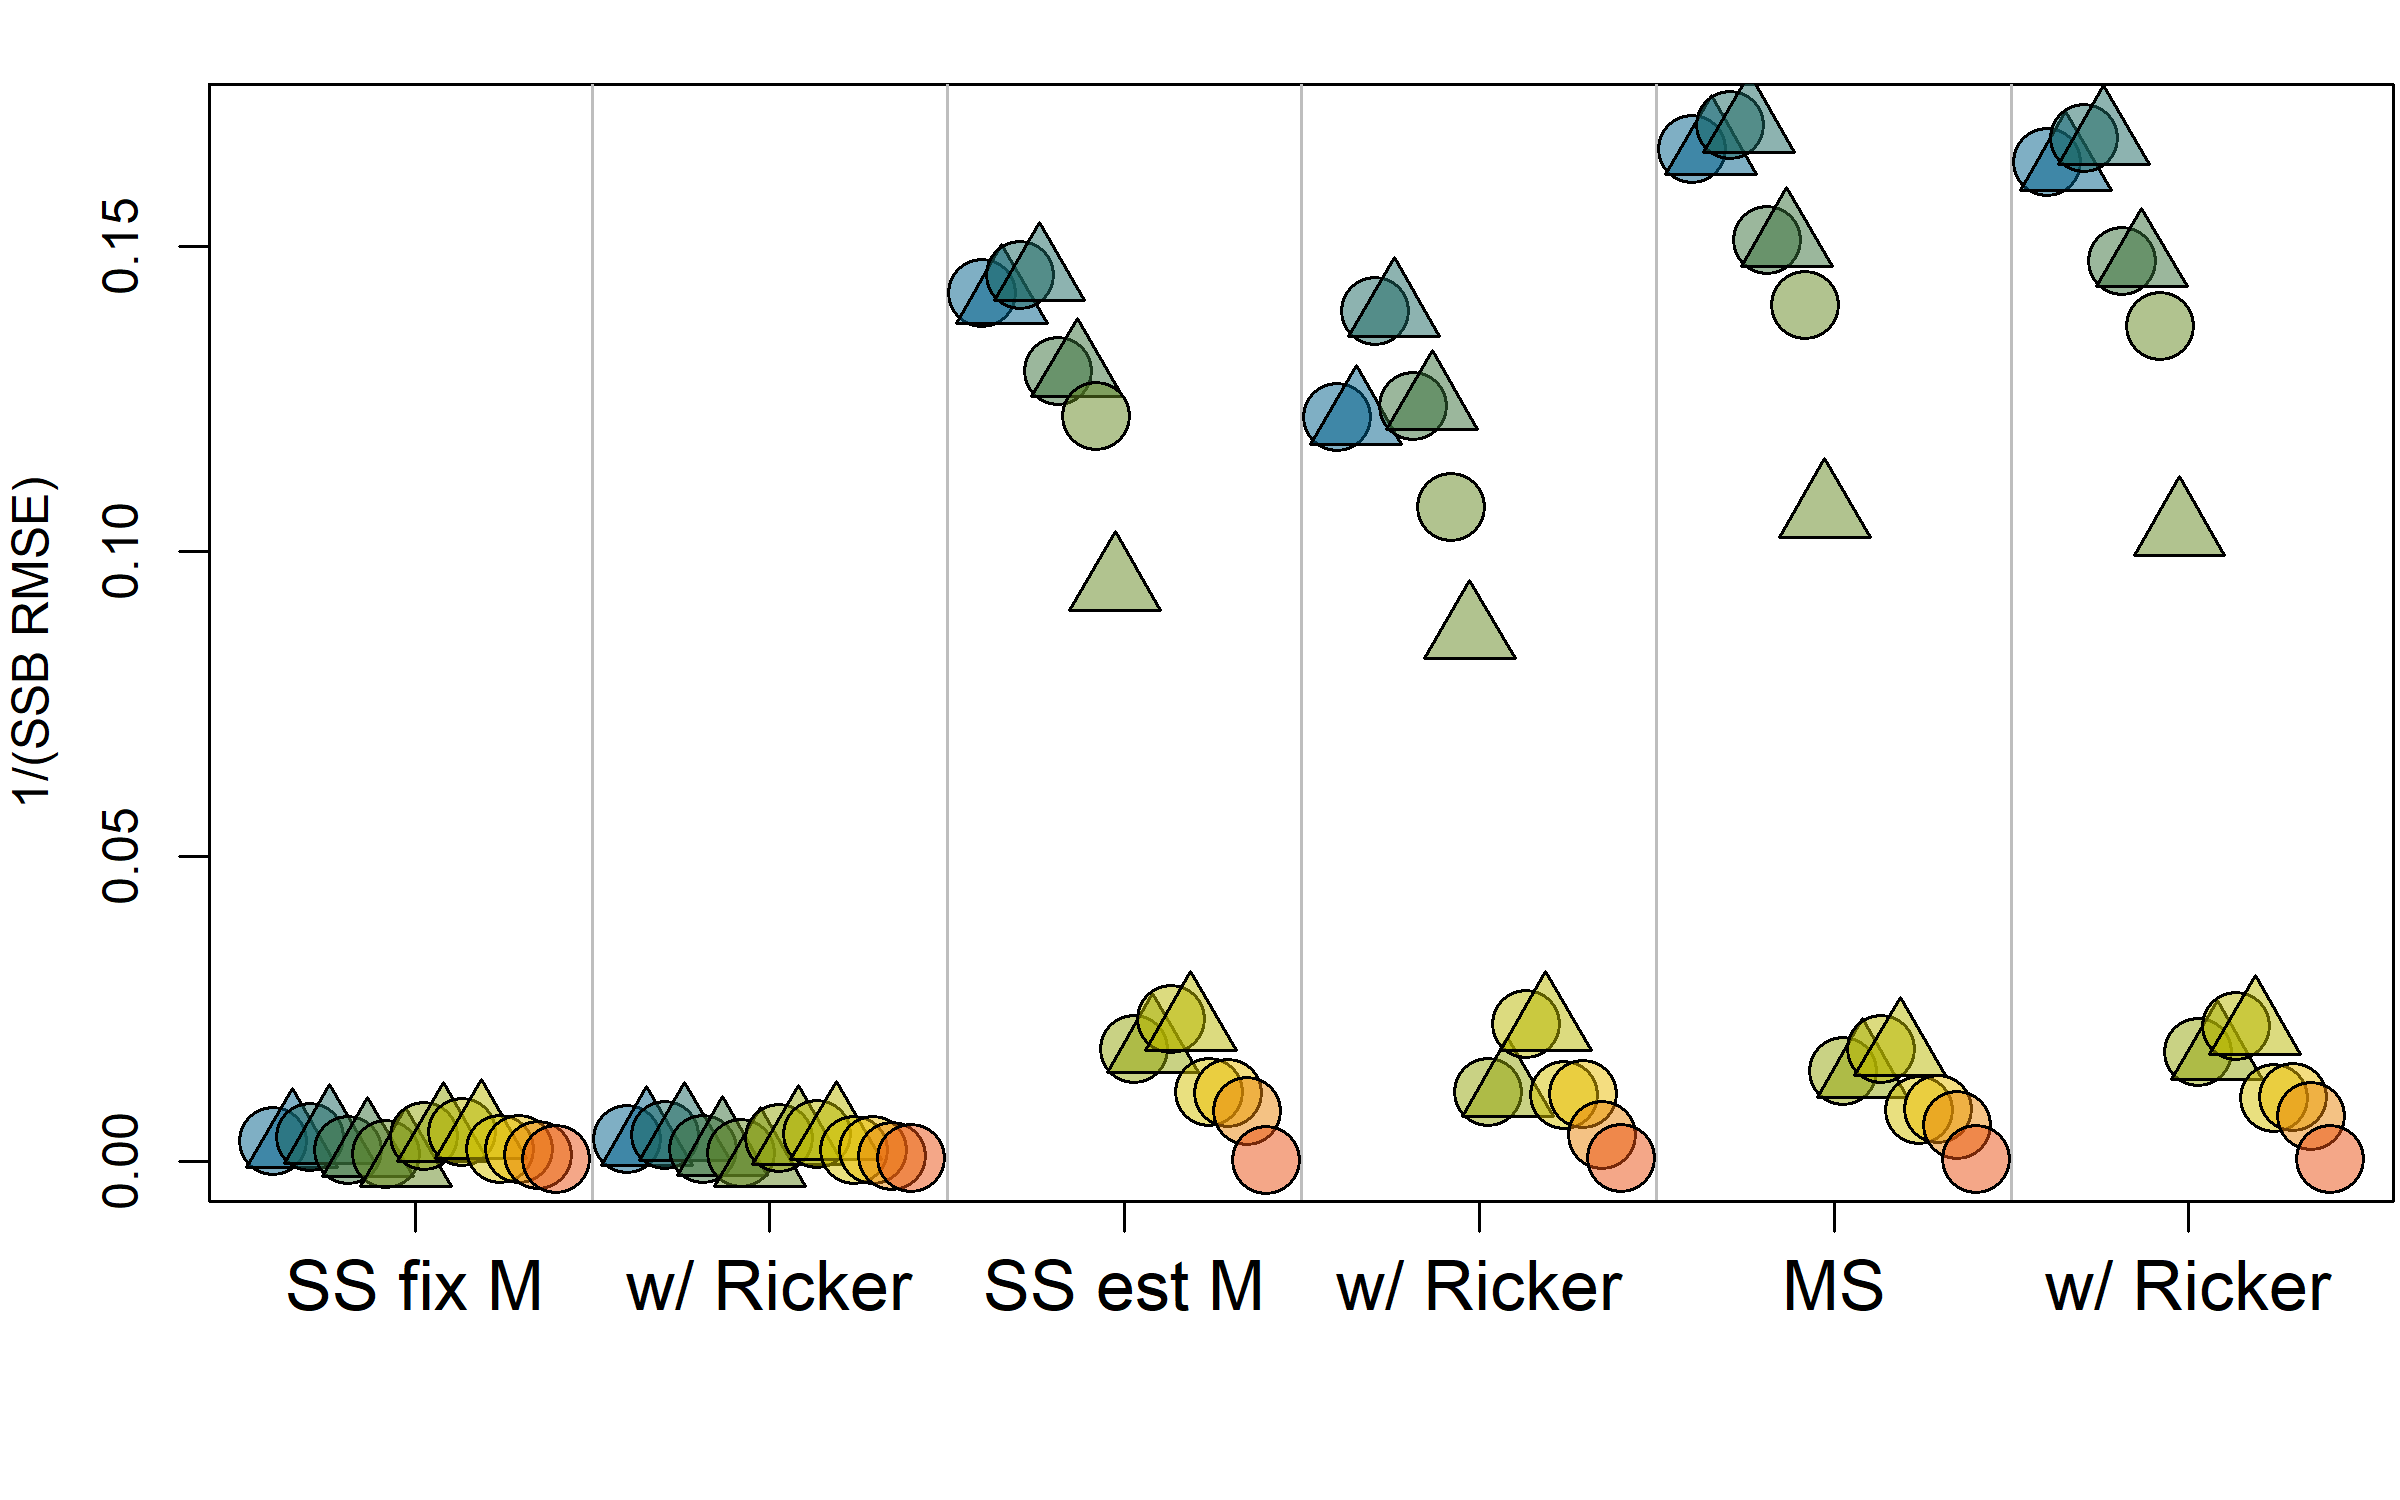 1/(SSB RMSE)
0.15
0.10
0.05
0.00
SS fix M
w/ Ricker
SS est M
w/ Ricker
MS
w/ Ricker